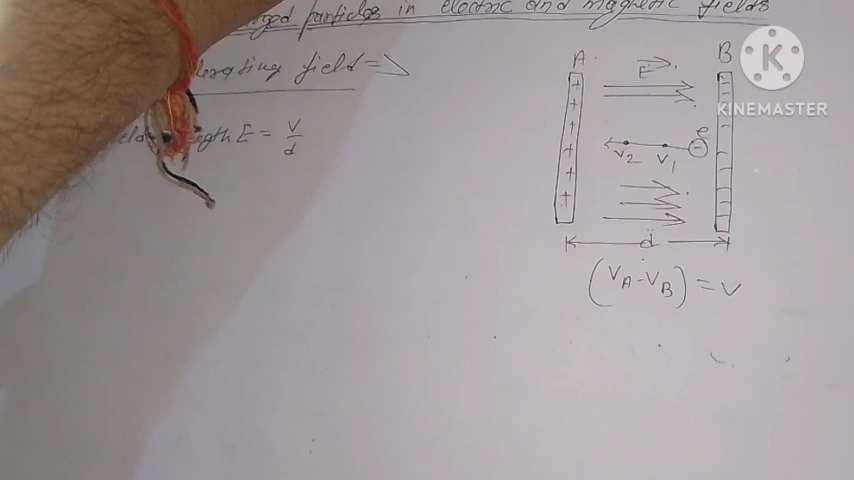 particles in electric and magnetic fields
field =>
E = V/d
A
B
E
e
V2 V1
d
(VA - VB) = V
KINEMASTER